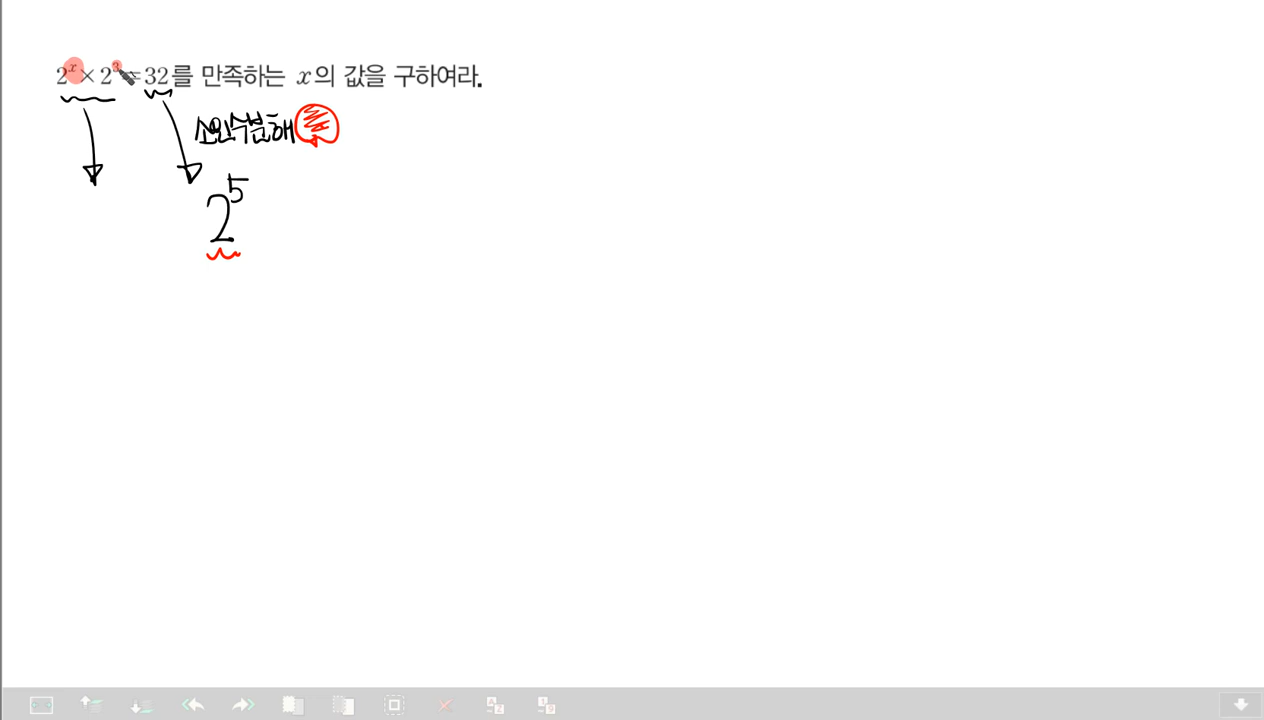 2^x × 2^3 = 32를 만족하는 x의 값을 구하여라.
소인수분해
2^5